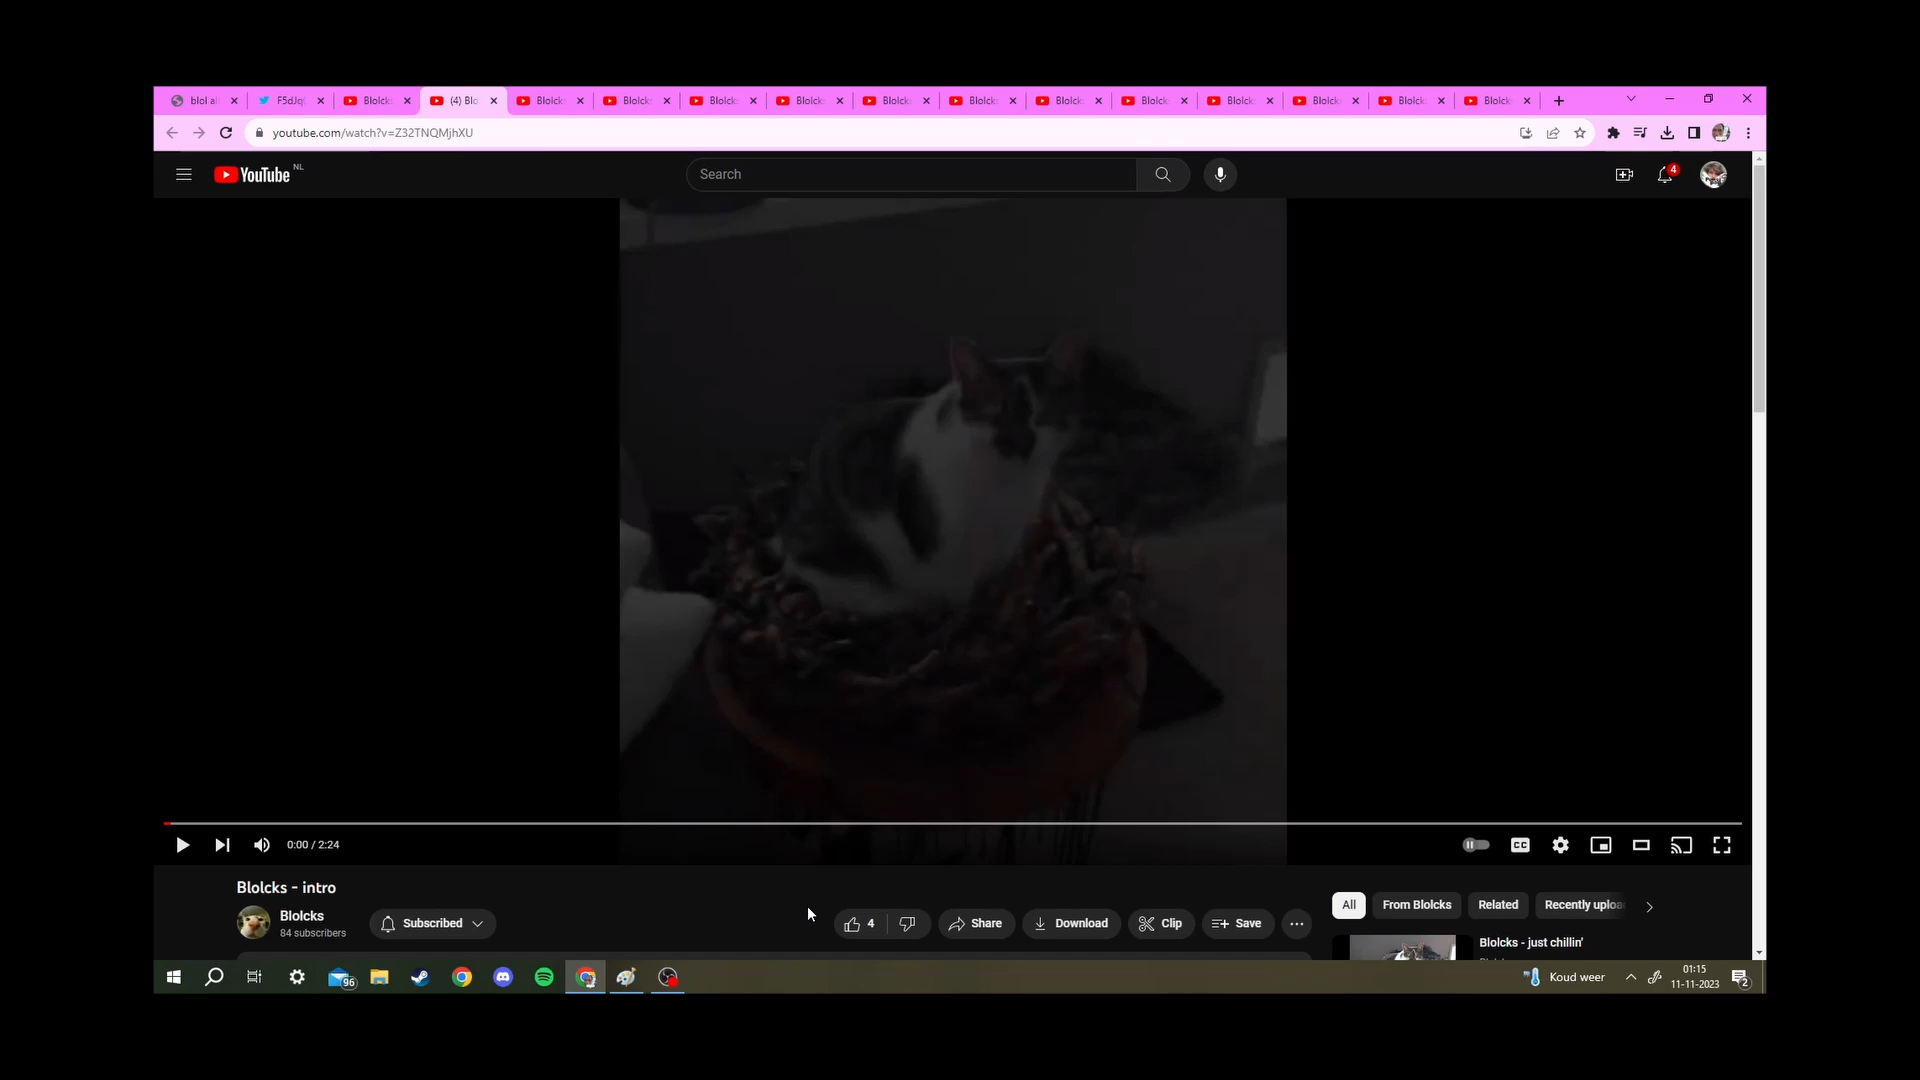 blol al
F5dJq
Blolcks
(4) Blo
Blolck
Blolck
Blolck
Blolck
Blolck
Blolck
Blolck
Blolck
Blolck
Blolck
Blolck
Blolck
youtube.com/watch?v=Z32TNQMjhXU
YouTube NL
Search
4
0:00 / 2:24
CC
Blolcks - intro
Blolcks
84 subscribers
Subscribed
4
Share
Download
Clip
Save
All
From Blolcks
Related
Recently uploa
Blolcks - just chillin'
96
Koud weer
01:15
11-11-2023
2